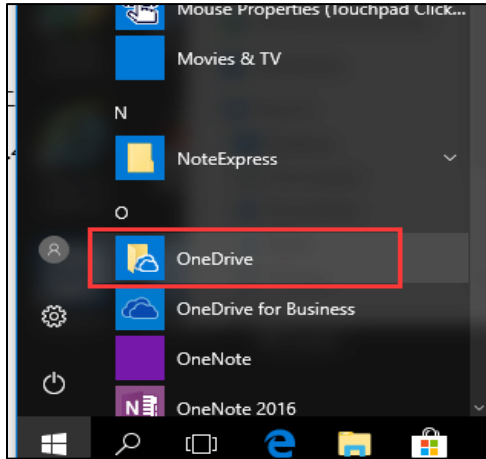 Mouse Properties (Touchpad Click...
Movies & TV
N
NoteExpress
O
OneDrive
OneDrive for Business
OneNote
OneNote 2016